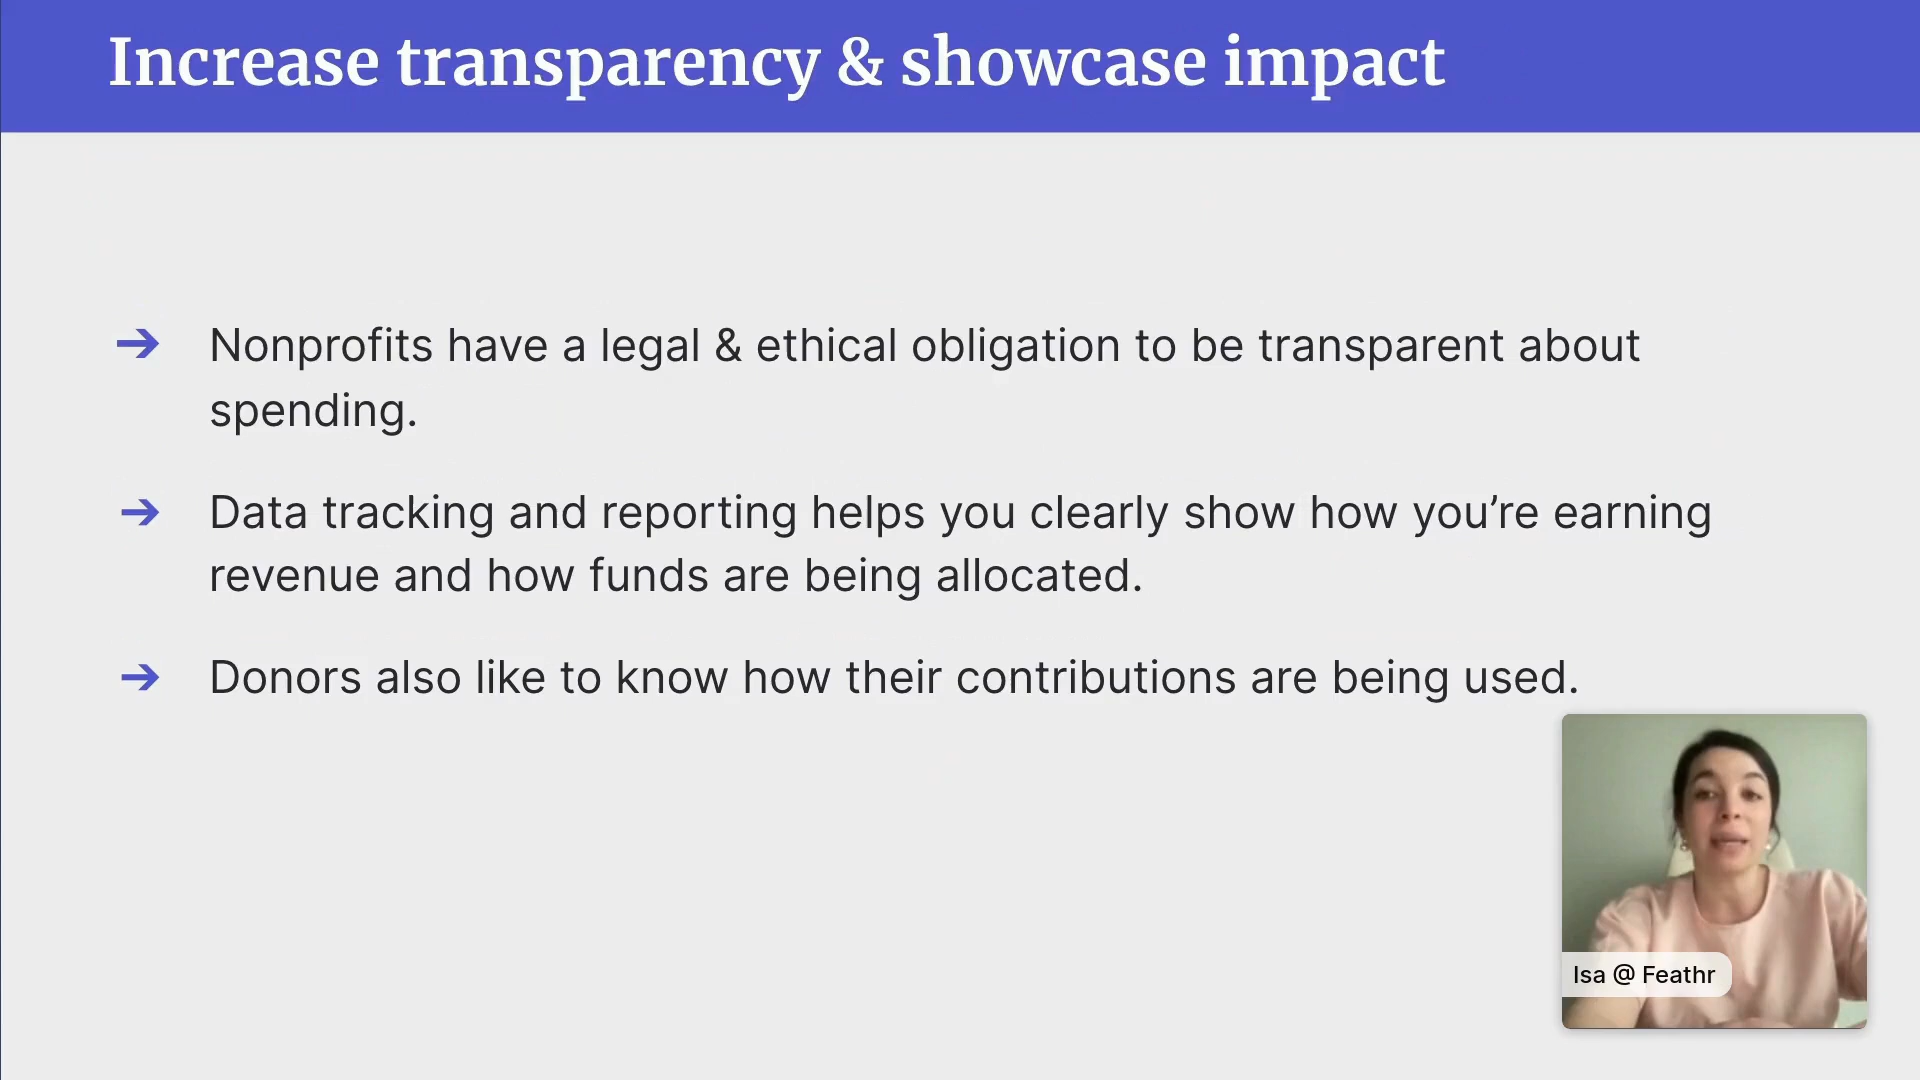 Increase transparency & showcase impact
➔ Nonprofits have a legal & ethical obligation to be transparent about
spending.
➔ Data tracking and reporting helps you clearly show how you’re earning
revenue and how funds are being allocated.
➔ Donors also like to know how their contributions are being used.
Isa @ Feathr